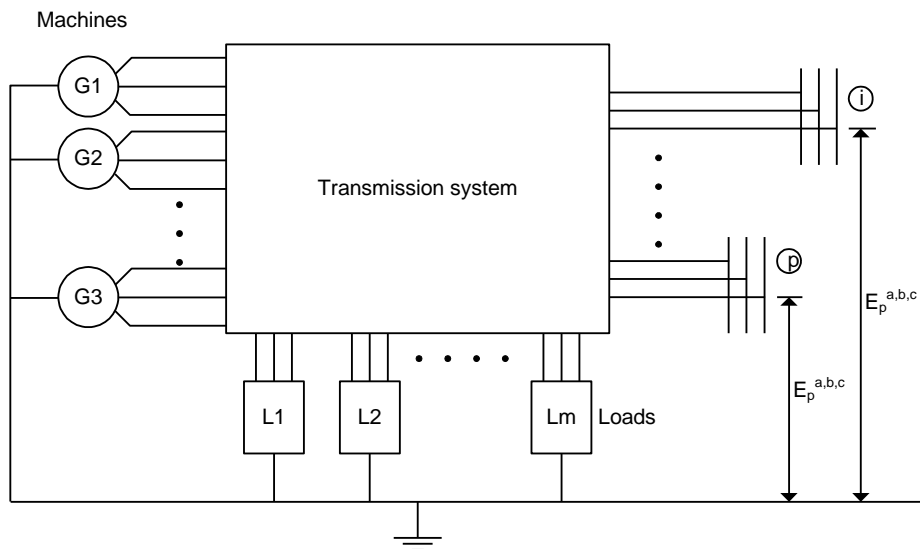 Machines
G1
G2
G3
Transmission system
i
p
E_p^a,b,c
E_p^a,b,c
L1
L2
Lm
Loads